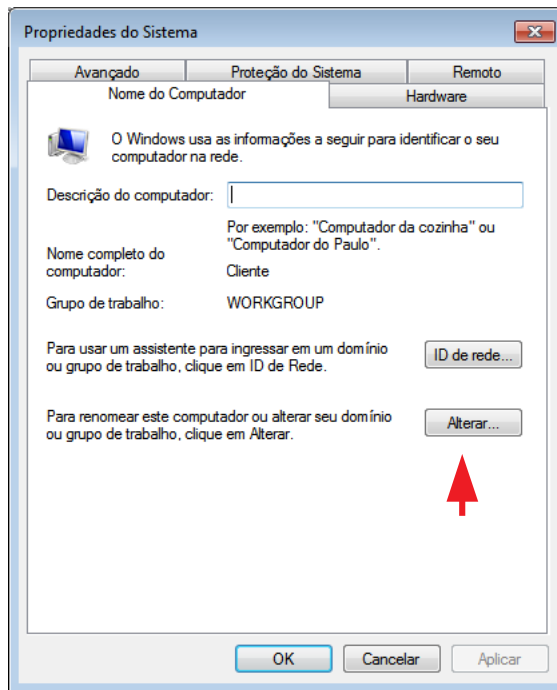 Propriedades do Sistema
Avançado
Proteção do Sistema
Remoto
Nome do Computador
Hardware
O Windows usa as informações a seguir para identificar o seu
computador na rede.
Descrição do computador:
Por exemplo: "Computador da cozinha" ou
"Computador do Paulo".
Nome completo do
computador:
Cliente
Grupo de trabalho:
WORKGROUP
Para usar um assistente para ingressar em um domínio
ou grupo de trabalho, clique em ID de Rede.
ID de rede...
Para renomear este computador ou alterar seu domínio
ou grupo de trabalho, clique em Alterar.
Alterar...
OK
Cancelar
Aplicar